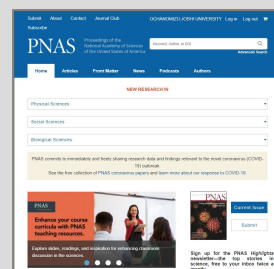 Submit About Contact Journal Club
Subscribe
OCHANOMIZU JOSHI UNIVERSITY Log in Log out
PNAS
Proceedings of the
National Academy of Sciences
of the United States of America
Keyword, Author, or DOI
Advanced Search
Home Articles Front Matter News Podcasts Authors
NEW RESEARCH IN
Physical Sciences
Social Sciences
Biological Sciences
PNAS commits to immediately and freely sharing research data and findings relevant to the novel coronavirus (COVID-
19) outbreak.
See the free collection of PNAS coronavirus papers and learn more about our response to COVID-19.
PNAS
Enhance your course
curricula with PNAS
teaching resources.
Explore slides, readings, and inspiration for enhancing classroom
discussion in the sciences.
PNAS
Current Issue
Submit
Sign up for the PNAS Highlights
newsletter—the top stories in
science, free to your inbox twice a